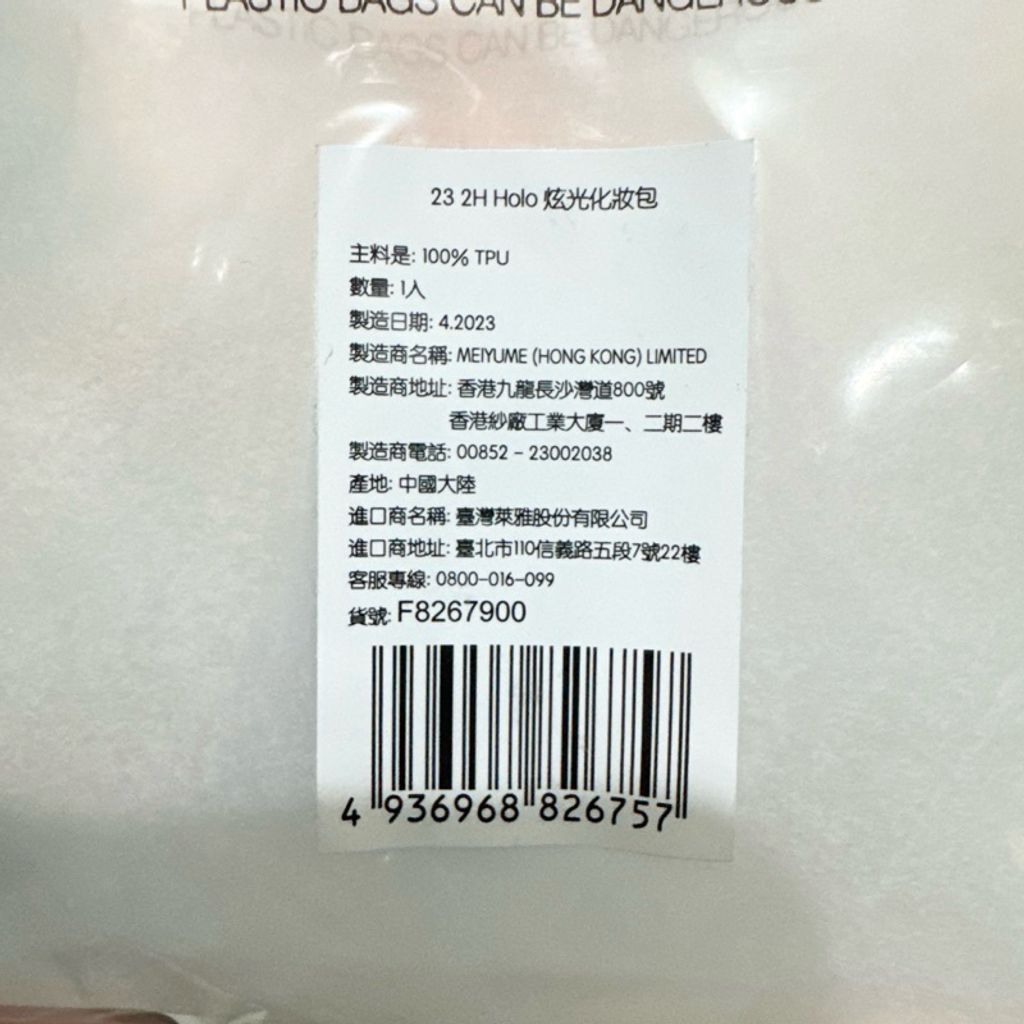 PLASTIC BAGS CAN BE DANGEROUS
23 2H Holo 炫光化妝包
主料是: 100% TPU
數量: 1入
製造日期: 4.2023
製造商名稱: MEIYUME (HONG KONG) LIMITED
製造商地址: 香港九龍長沙灣道800號
香港紗廠工業大廈一、二期二樓
製造商電話: 00852 - 23002038
產地: 中國大陸
進口商名稱: 臺灣萊雅股份有限公司
進口商地址: 臺北市110信義路五段7號22樓
客服專線: 0800-016-099
貨號: F8267900
4 936968 826757